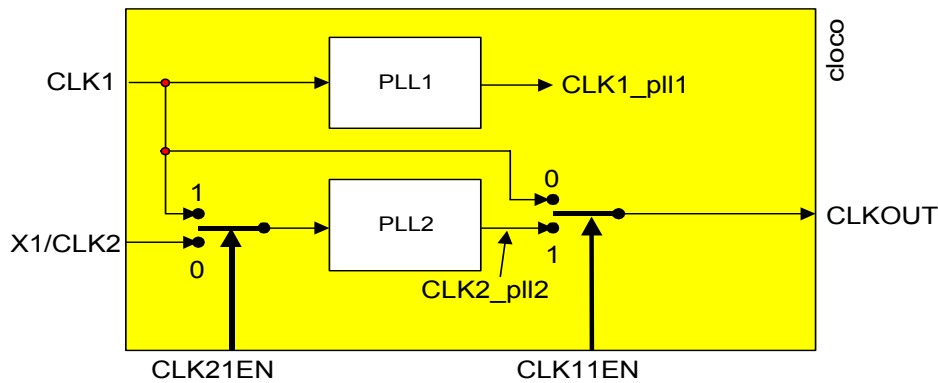 cloco
CLK1
PLL1
CLK1_pll1
0
1
PLL2
CLKOUT
X1/CLK2
0
1
CLK2_pll2
CLK21EN
CLK11EN